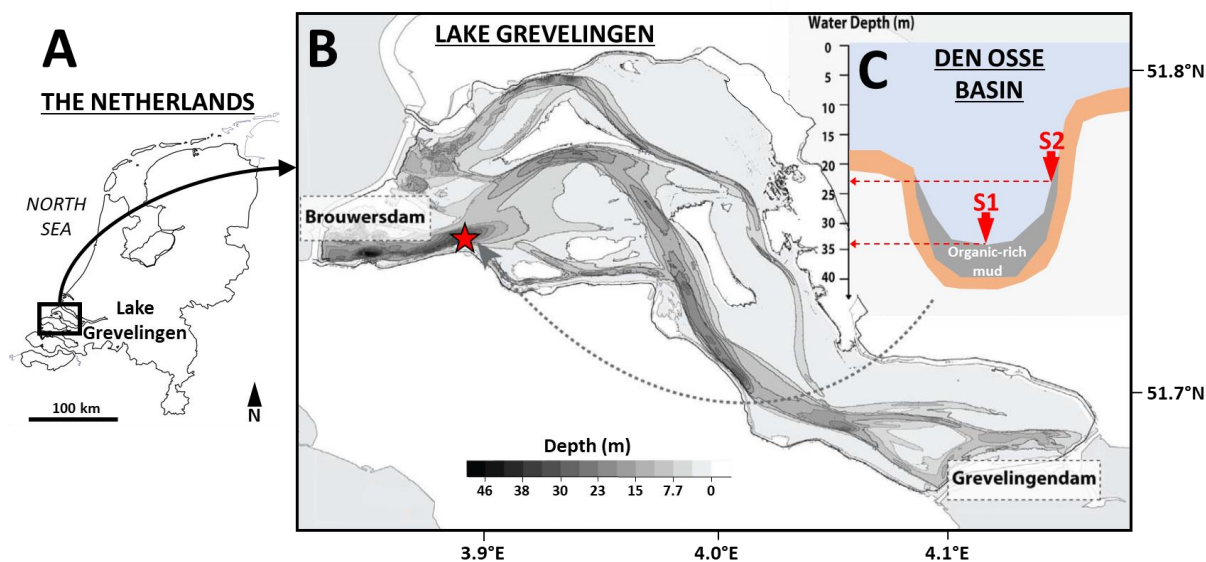 A
THE NETHERLANDS
NORTH
SEA
Lake
Grevelingen
100 km
N
B
LAKE GREVELINGEN
Brouwersdam
Grevelingendam
Depth (m)
46 38 30 23 15 7.7 0
3.9°E 4.0°E 4.1°E
51.8°N
51.7°N
Water Depth (m)
0
5
10
15
20
25
30
35
40
C
DEN OSSE
BASIN
S2
S1
Organic-rich
mud